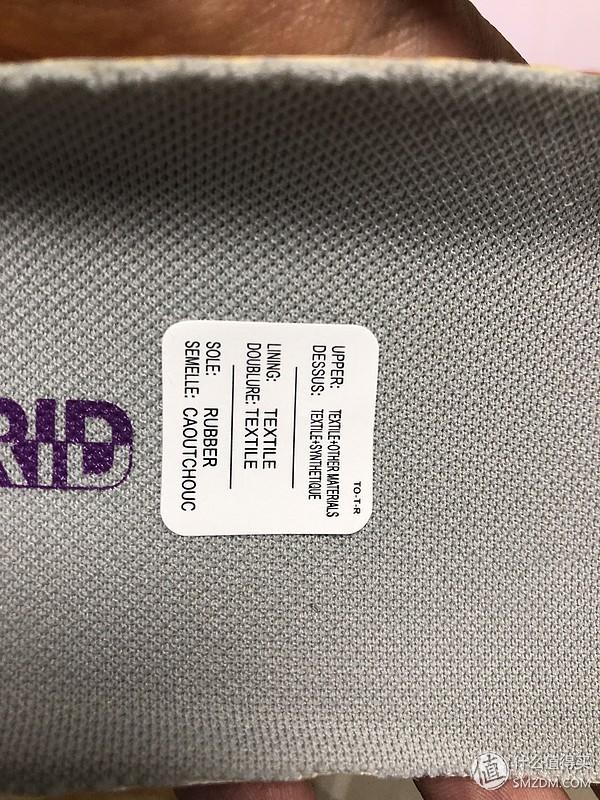 TO-T-R
UPPER: TEXTILE+OTHER MATERIALS
DESSUS: TEXTILE+SYNTHETIQUE
LINING: TEXTILE
DOUBLURE: TEXTILE
SOLE: RUBBER
SEMELLE: CAOUTCHOUC
RID
值 什么值得买
SMZDM.COM